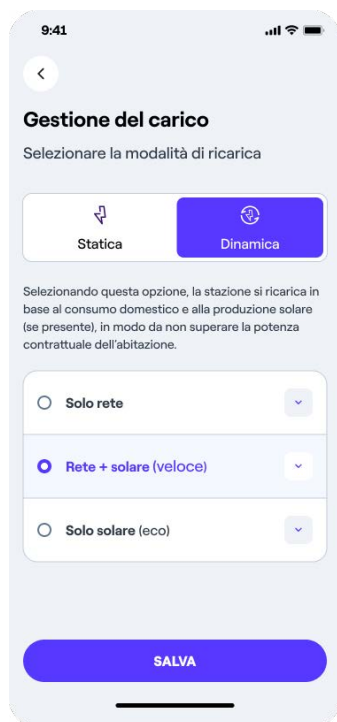 9:41
Gestione del carico
Selezionare la modalità di ricarica
Statica
Dinamica
Selezionando questa opzione, la stazione si ricarica in
base al consumo domestico e alla produzione solare
(se presente), in modo da non superare la potenza
contrattuale dell'abitazione.
Solo rete
Rete + solare (veloce)
Solo solare (eco)
SALVA